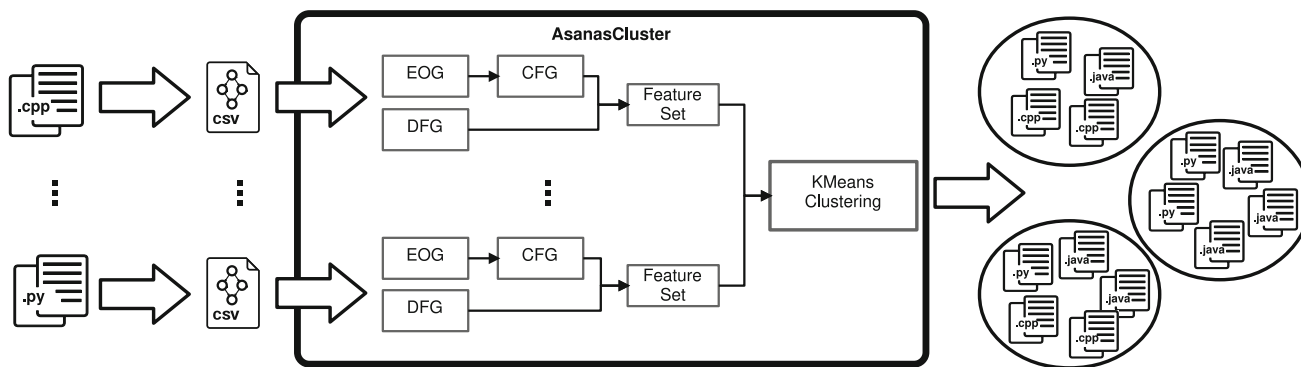 AsanasCluster
.cpp
CSV
EOG
CFG
DFG
Feature
Set
.py
CSV
EOG
CFG
DFG
Feature
Set
KMeans
Clustering
.py
.java
.cpp
.cpp
.py
.java
.py
.java
.java
.py
.java
.java
.cpp
.cpp